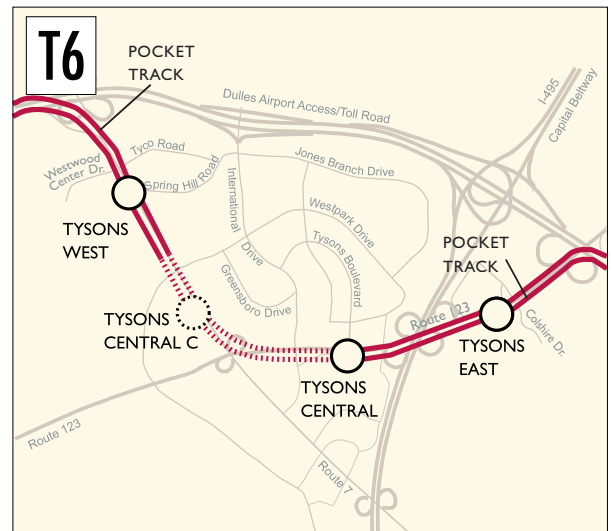 T6
POCKET
TRACK
Dulles Airport Access/Toll Road
I-495
Capital Beltway
Tyco Road
Westwood
Center Dr.
Spring Hill Road
Jones Branch Drive
International
Drive
Westpark Drive
Tysons Boulevard
Greensboro Drive
TYSONS
WEST
POCKET
TRACK
TYSONS
CENTRAL C
Route 123
Colshire Dr.
TYSONS
EAST
TYSONS
CENTRAL
Route 123
Route 7